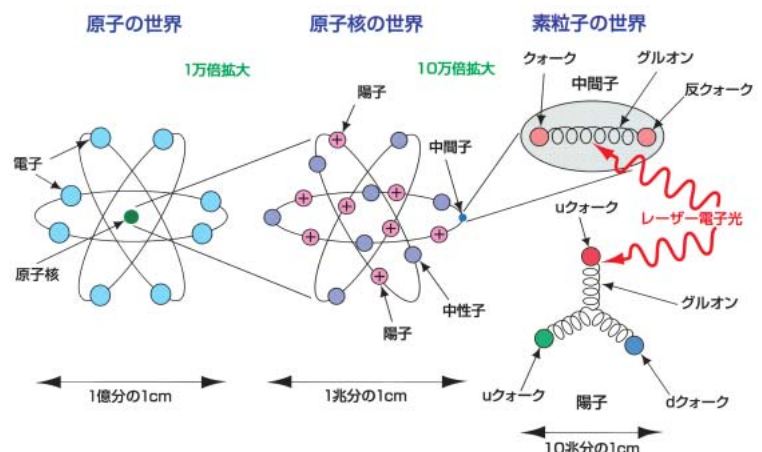 原子の世界
原子核の世界
素粒子の世界
1万倍拡大
10万倍拡大
クォーク
グルオン
中間子
反クォーク
陽子
電子
中間子
レーザー電子光
uクォーク
原子核
グルオン
中性子
陽子
uクォーク
dクォーク
陽子
1億分の1cm
1兆分の1cm
10兆分の1cm
+
+
+
+
+
+
+
+